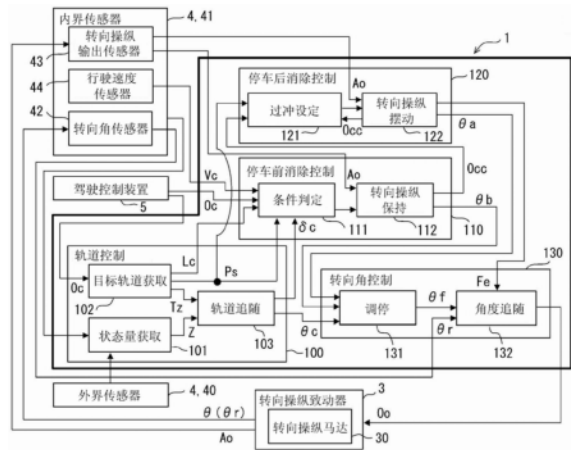 内界传感器
4,41
1
43
转向操纵
输出传感器
44
行驶速度
传感器
42
转向角传感器
驾驶控制装置
5
停车后消除控制
120
过冲设定
121
转向操纵
摆动
122
Ao
Occ
θa
Occ
停车前消除控制
条件判定
111
转向操纵
保持
112
110
Ao
θb
Vc
Oc
δc
Lc
Ps
轨道控制
Oc
目标轨道获取
102
Tz
轨道追随
103
状态量获取
101
Z
100
θc
转向角控制
130
调停
131
θf
θr
Fe
角度追随
132
外界传感器
4,40
3
转向操纵致动器
转向操纵马达
30
θ(θr)
Ao
Oo